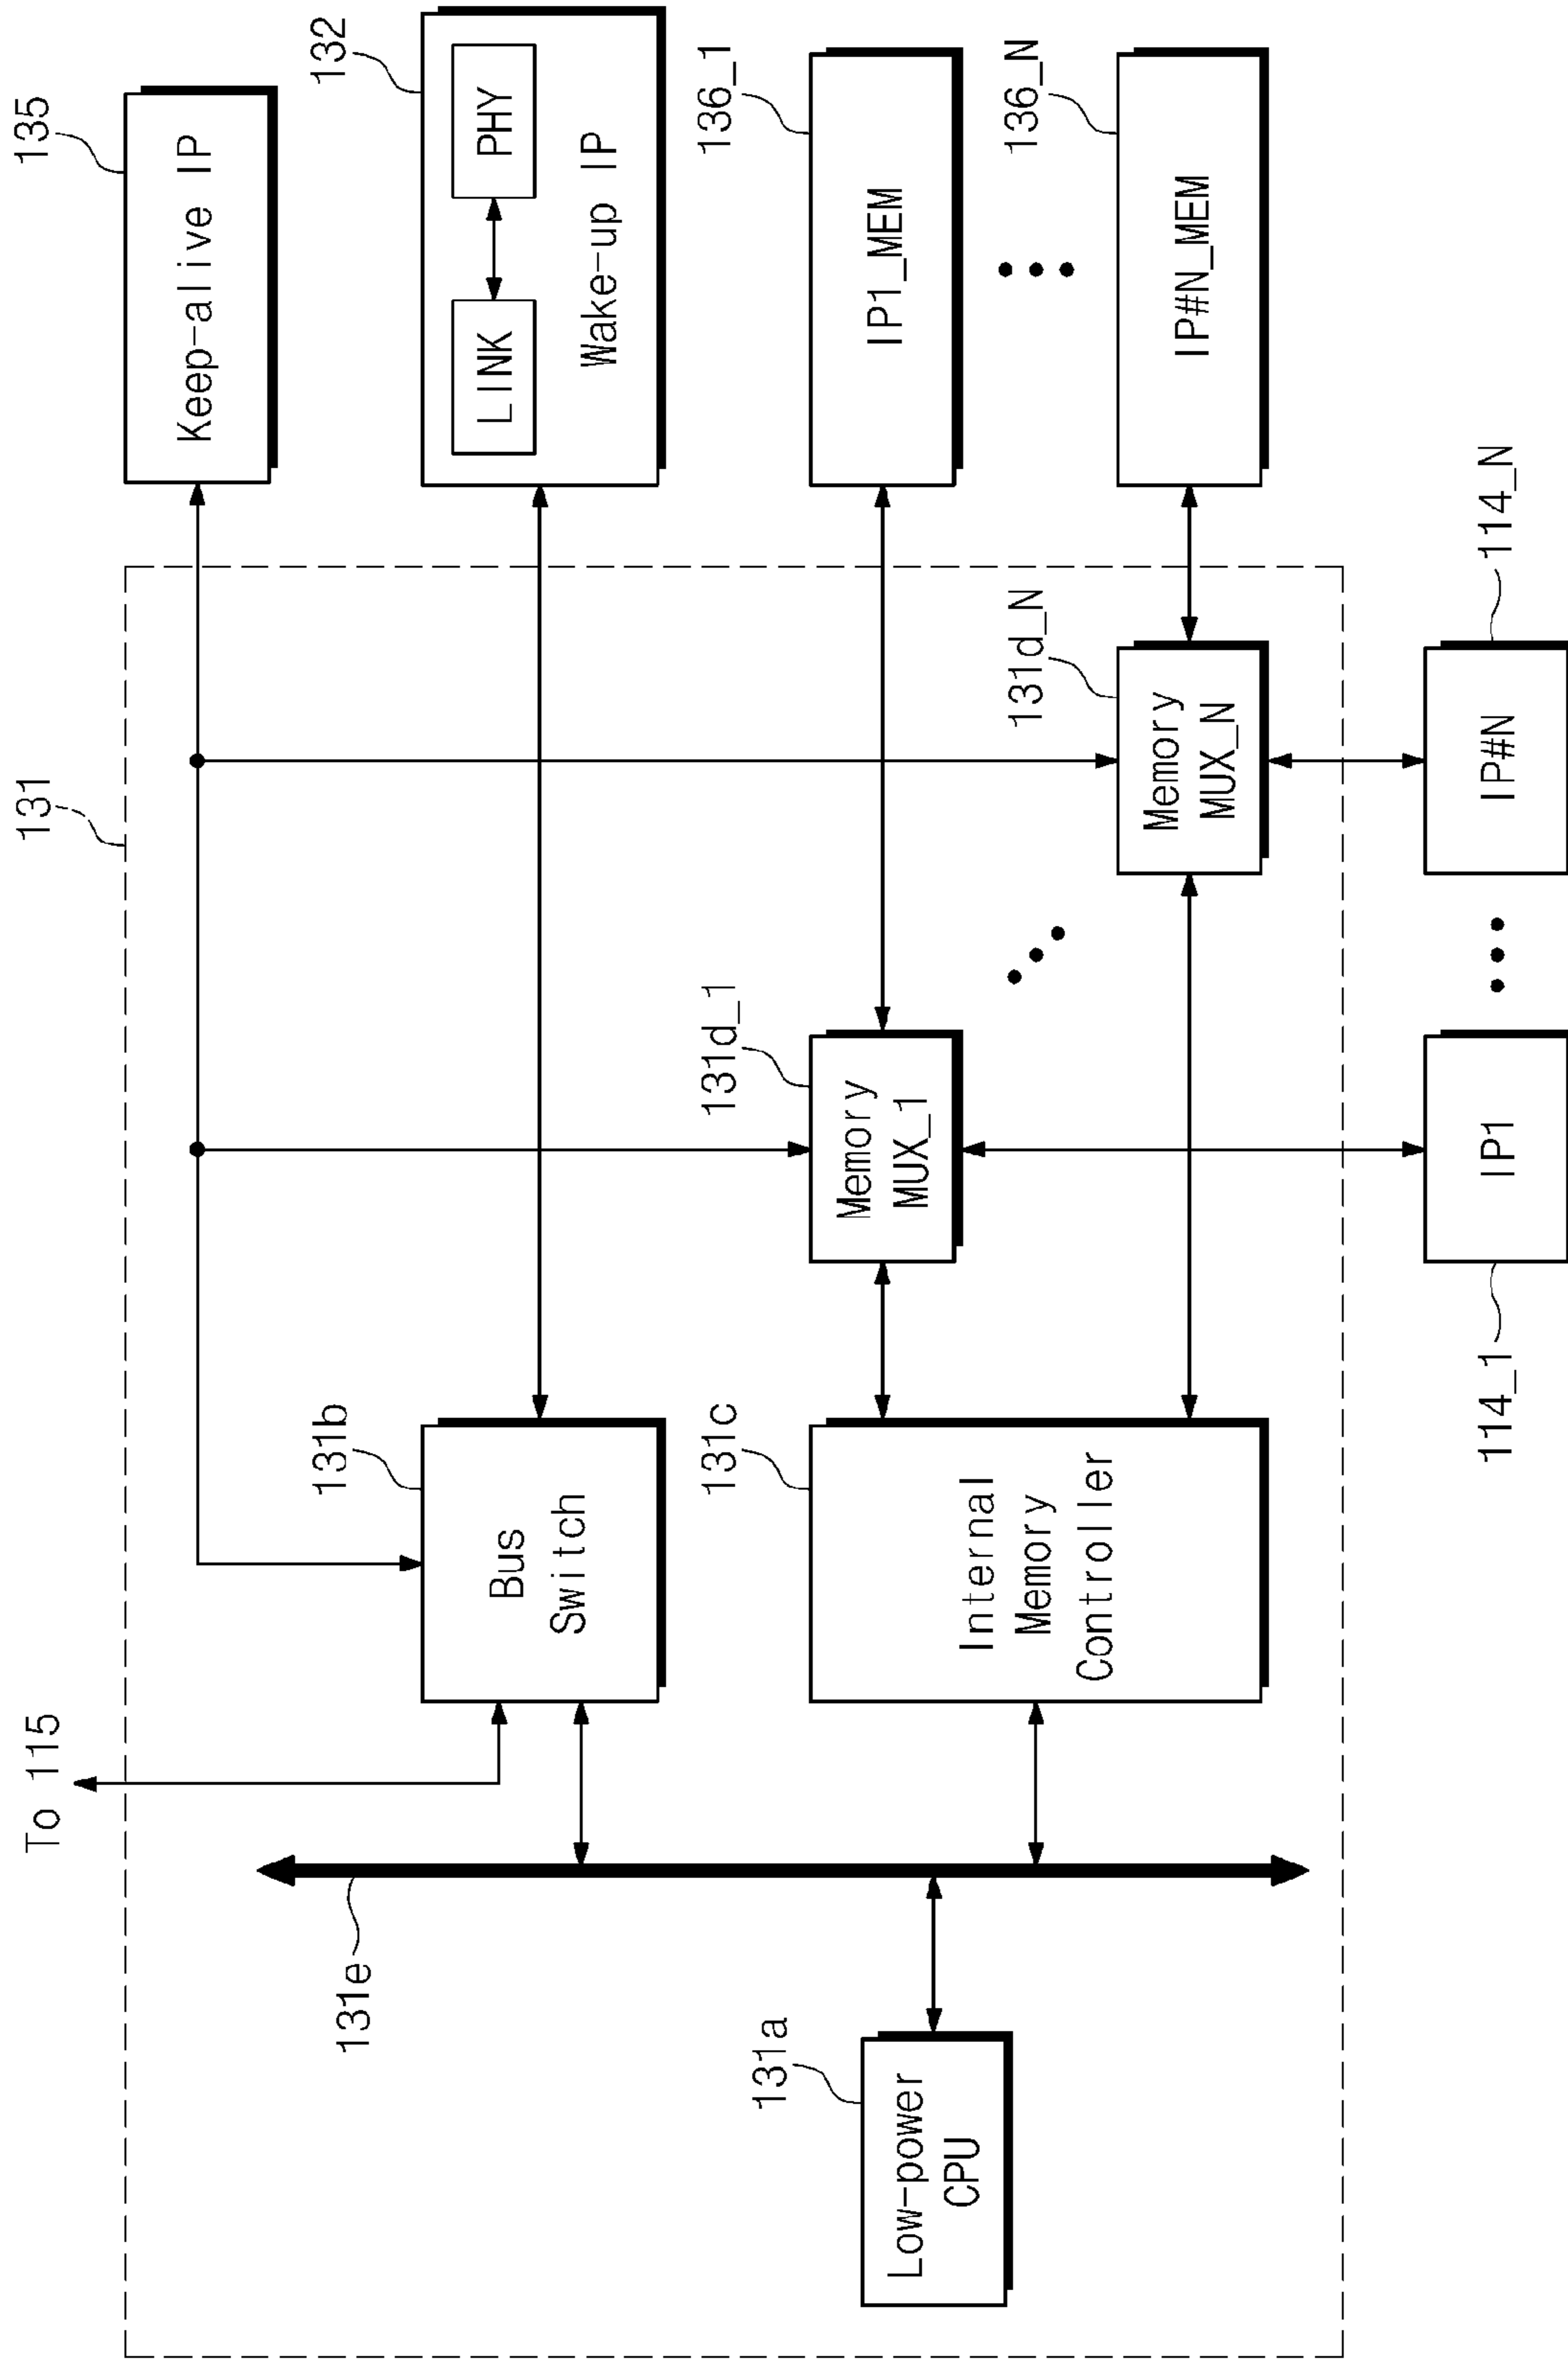 131
To 115
135
Keep-alive IP
131e
131b
Bus
Switch
132
LINK
PHY
Wake-up IP
131a
Low-power
CPU
131c
Internal
Memory
Controller
131d_1
Memory
MUX_1
136_1
IP1_MEM
131d_N
Memory
MUX_N
136_N
IP#N_MEM
114_1
IP1
IP#N
114_N